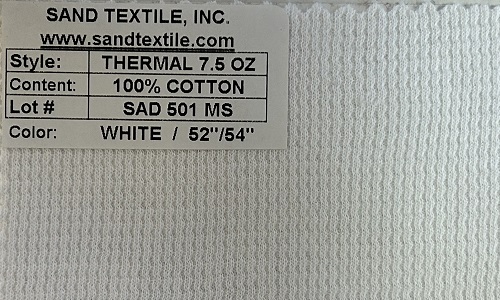 SAND TEXTILE, INC.
www.sandtextile.com
Style: THERMAL 7.5 OZ
Content: 100% COTTON
Lot # SAD 501 MS
Color: WHITE / 52"/54"